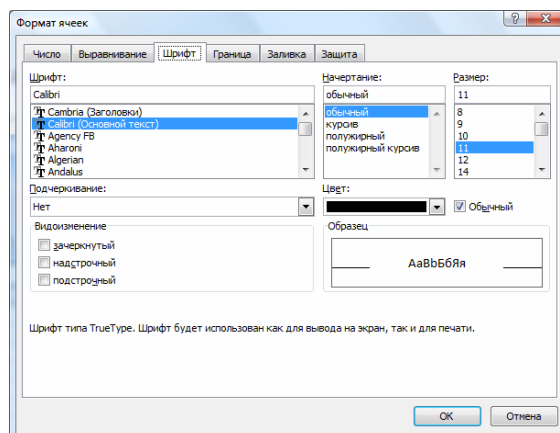 Формат ячеек
Число Выравнивание Шрифт Граница Заливка Защита
Шрифт: Начертание: Размер:
Calibri обычный 11
Cambria (Заголовки) обычный 8
Calibri (Основной текст) курсив 9
Agency FB полужирный 10
Aharoni полужирный курсив 11
Algerian 12
Andalus 14
Подчеркивание: Цвет:
Нет Обычный
Видоизменение Образец
зачеркнутый
надстрочный АаВbБбЯя
подстрочный
Шрифт типа TrueType. Шрифт будет использован как для вывода на экран, так и для печати.
ОК Отмена